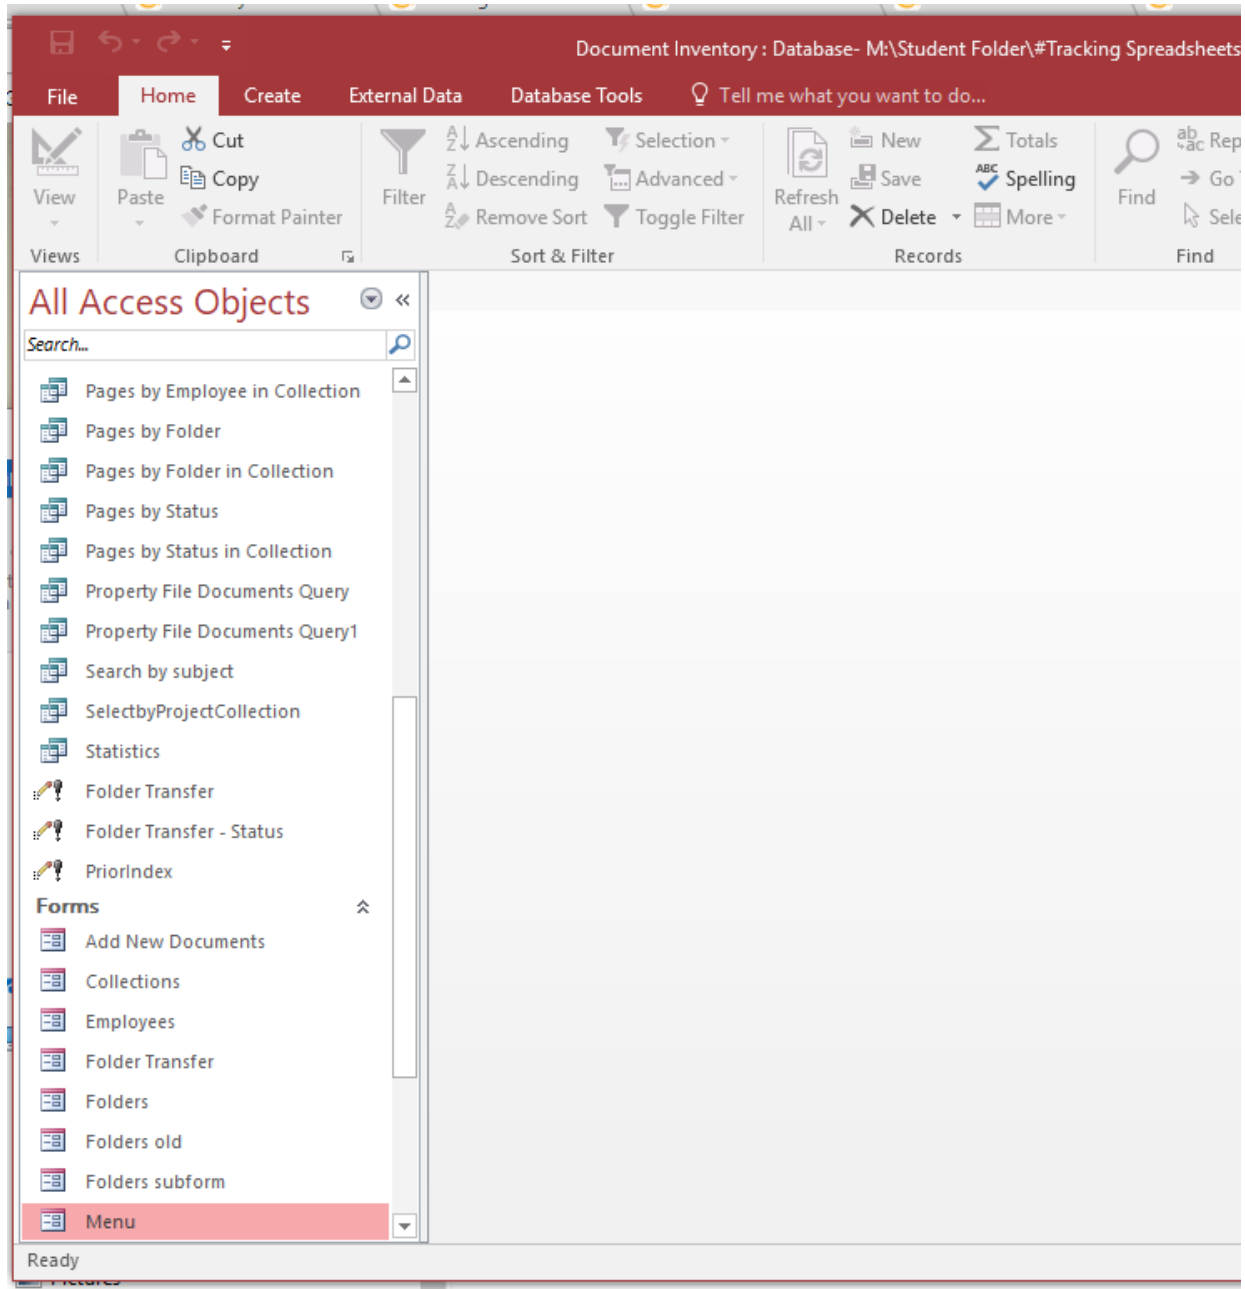 Document Inventory : Database- M:\Student Folder\#Tracking Spreadsheets
File Home Create External Data Database Tools Tell me what you want to do...
View
Paste
Cut
Copy
Format Painter
Filter
Ascending
Descending
Remove Sort
Selection
Advanced
Toggle Filter
Refresh All
New
Save
Delete
Totals
Spelling
More
Find
Go
Views Clipboard Sort & Filter Records Find
All Access Objects
Search...
Pages by Employee in Collection
Pages by Folder
Pages by Folder in Collection
Pages by Status
Pages by Status in Collection
Property File Documents Query
Property File Documents Query1
Search by subject
SelectbyProjectCollection
Statistics
Folder Transfer
Folder Transfer - Status
PriorIndex
Forms
Add New Documents
Collections
Employees
Folder Transfer
Folders
Folders old
Folders subform
Menu
Ready